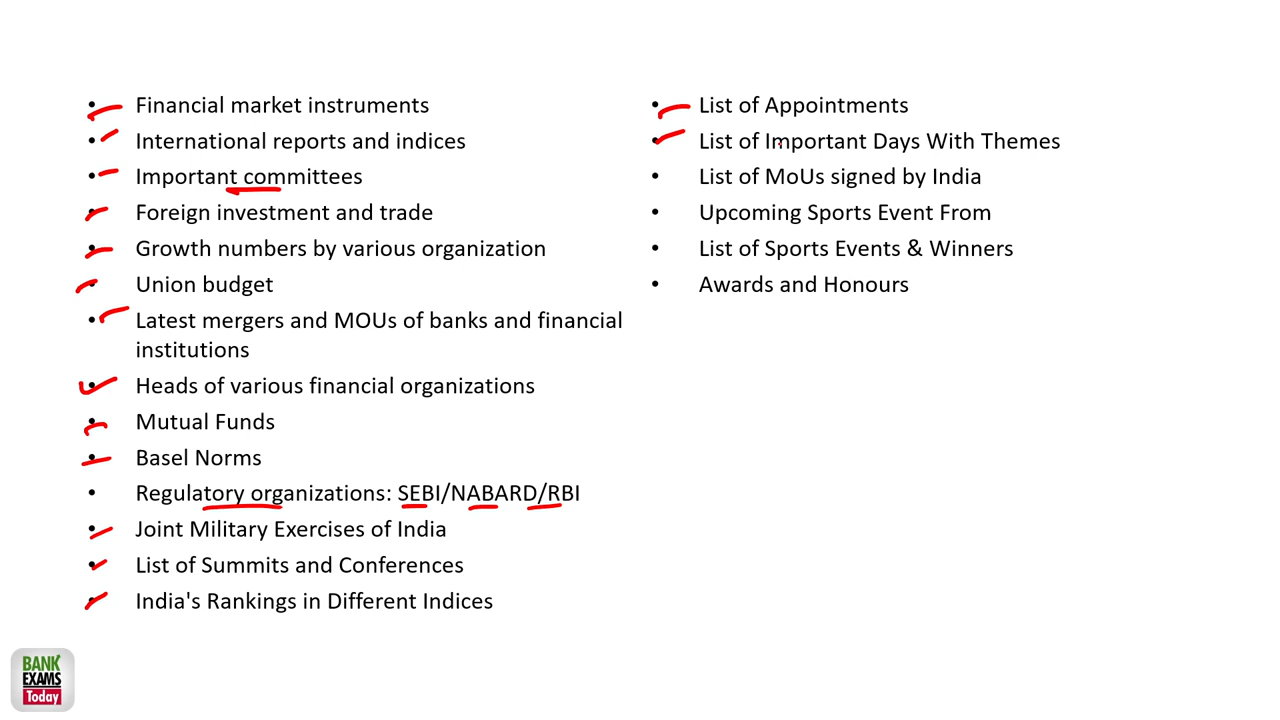 Financial market instruments
International reports and indices
Important committees
Foreign investment and trade
Growth numbers by various organization
Union budget
Latest mergers and MOUs of banks and financial
institutions
Heads of various financial organizations
Mutual Funds
Basel Norms
Regulatory organizations: SEBI/NABARD/RBI
Joint Military Exercises of India
List of Summits and Conferences
India's Rankings in Different Indices
List of Appointments
List of Important Days With Themes
List of MoUs signed by India
Upcoming Sports Event From
List of Sports Events & Winners
Awards and Honours
BANK
EXAMS
Today